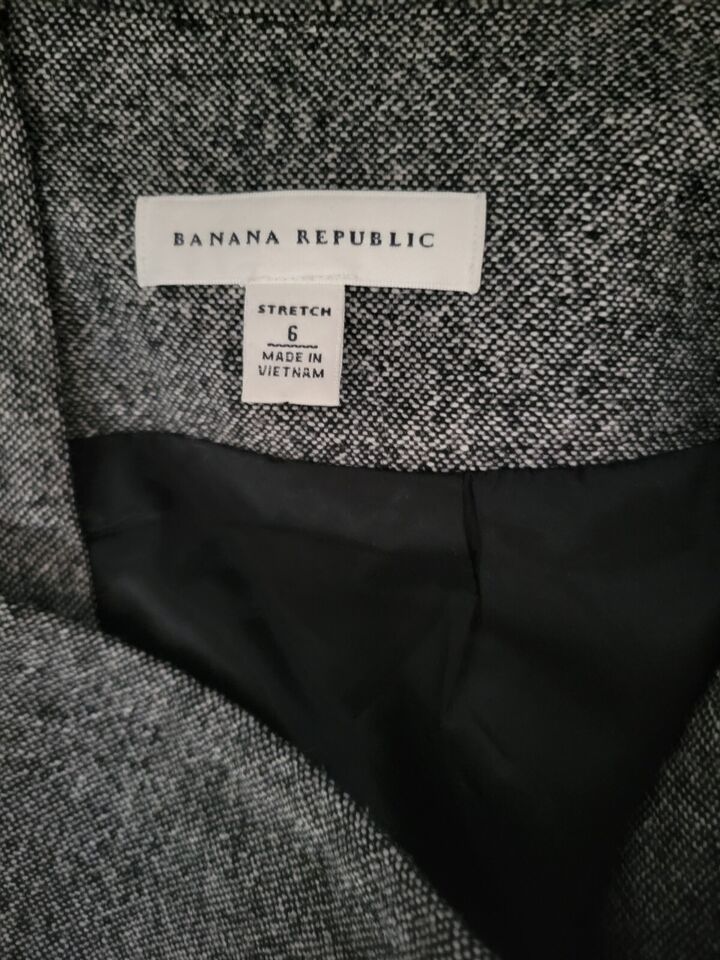 BANANA REPUBLIC
STRETCH
6
MADE IN
VIETNAM